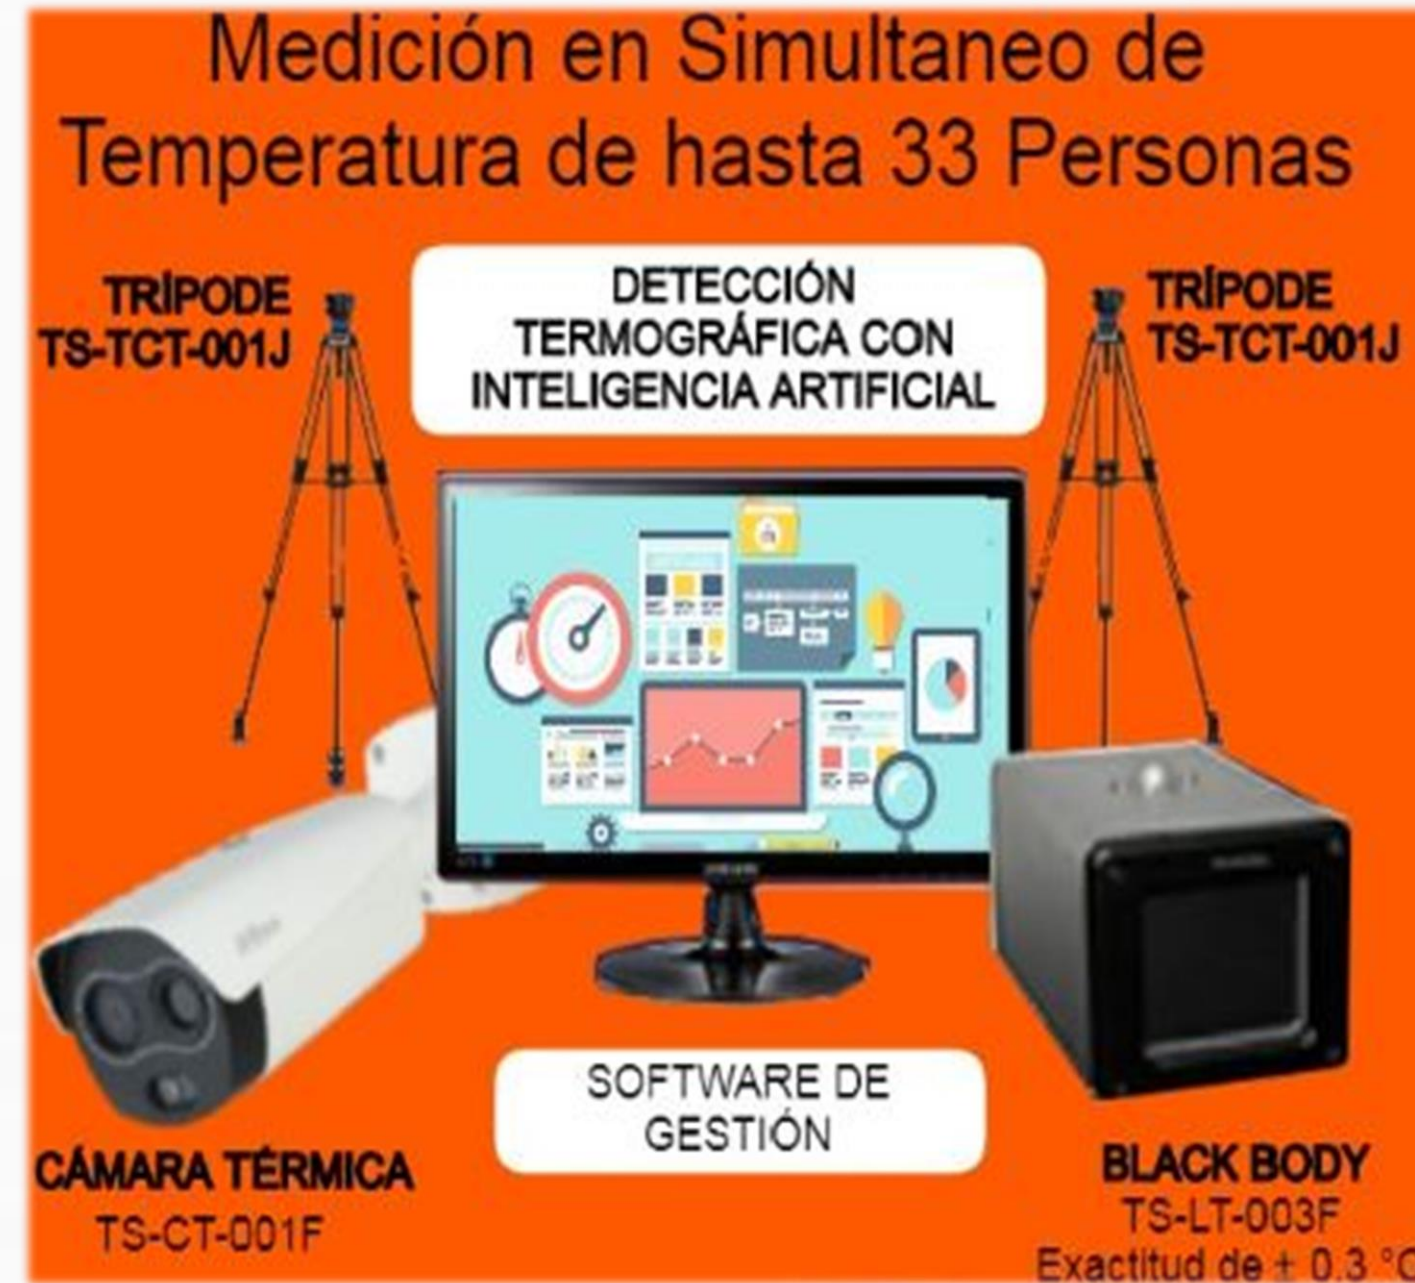 Medición en Simultaneo de
Temperatura de hasta 33 Personas
TRÍPODE
TS-TCT-001J
DETECCIÓN
TERMOGRÁFICA CON
INTELIGENCIA ARTIFICIAL
TRÍPODE
TS-TCT-001J
SOFTWARE DE
GESTIÓN
CÁMARA TÉRMICA
TS-CT-001F
BLACK BODY
TS-LT-003F
Exactitud de ± 0.3 °C